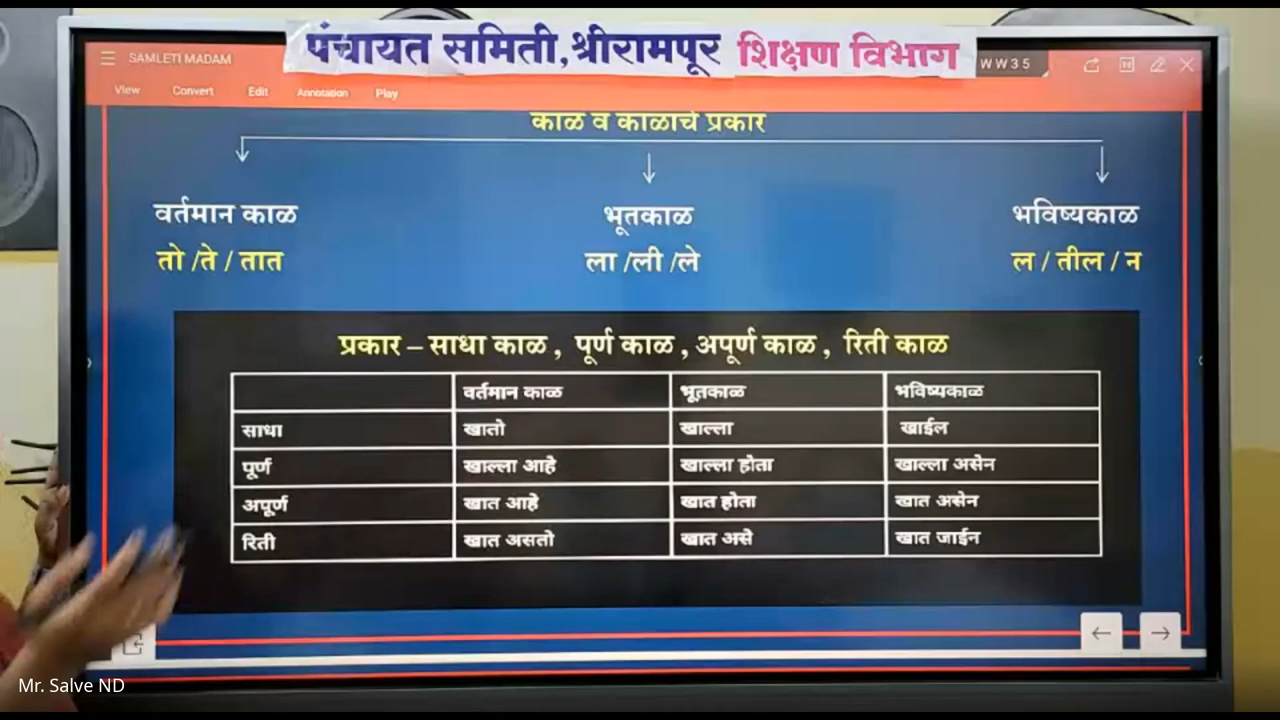 पंचायत समिती,श्रीरामपूर शिक्षण विभाग
SAMLETI MADAM
WW35
View Convert Edit Annotation Play
काळ व काळाचे प्रकार
वर्तमान काळ भूतकाळ भविष्यकाळ
तो /ते / तात ला /ली /ले ल / तील / न
प्रकार – साधा काळ , पूर्ण काळ , अपूर्ण काळ , रिती काळ
वर्तमान काळ भूतकाळ भविष्यकाळ
साधा खातो खाल्ला खाईल
पूर्ण खाल्ला आहे खाल्ला होता खाल्ला असेन
अपूर्ण खात आहे खात होता खात असेन
रिती खात असतो खात असे खात जाईन
Mr. Salve ND